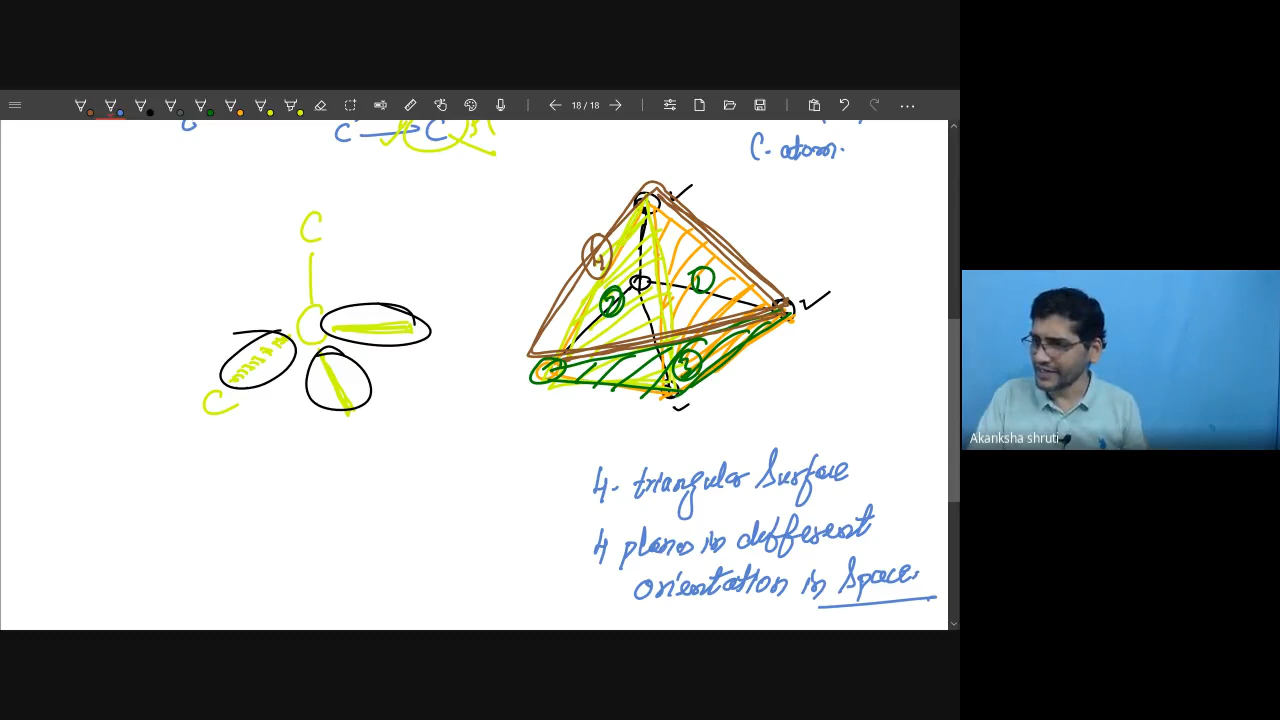 18 / 18
C → C
C- atom.
C
C
C
1
2
3
4
4- triangular Surface
4 planes in different
orientation in Space.
Akanksha shruti